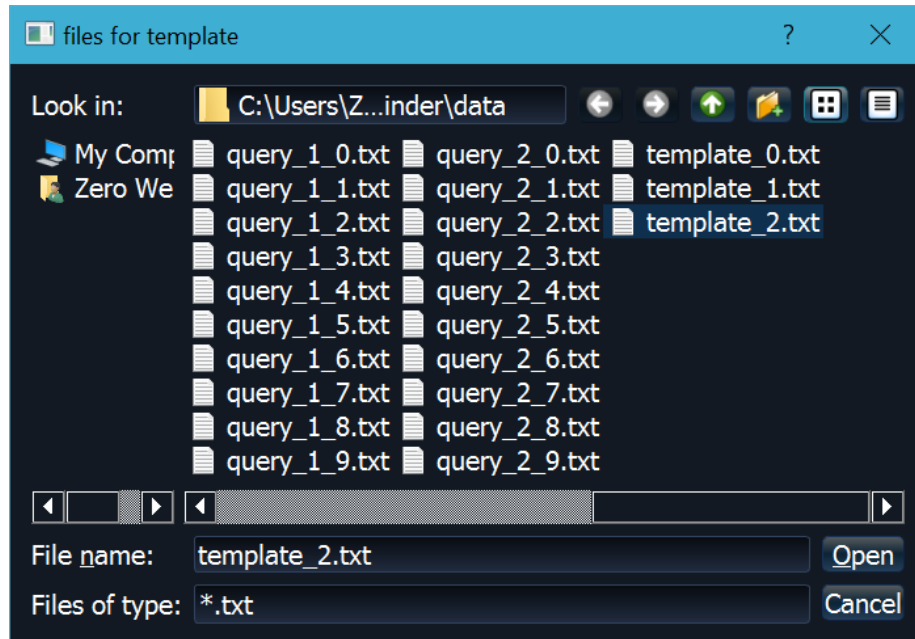 files for template ?
Look in: C:\Users\Z...inder\data
My Comp query_1_0.txt query_2_0.txt template_0.txt
Zero We query_1_1.txt query_2_1.txt template_1.txt
query_1_2.txt query_2_2.txt template_2.txt
query_1_3.txt query_2_3.txt
query_1_4.txt query_2_4.txt
query_1_5.txt query_2_5.txt
query_1_6.txt query_2_6.txt
query_1_7.txt query_2_7.txt
query_1_8.txt query_2_8.txt
query_1_9.txt query_2_9.txt
File name: template_2.txt Open
Files of type: *.txt Cancel